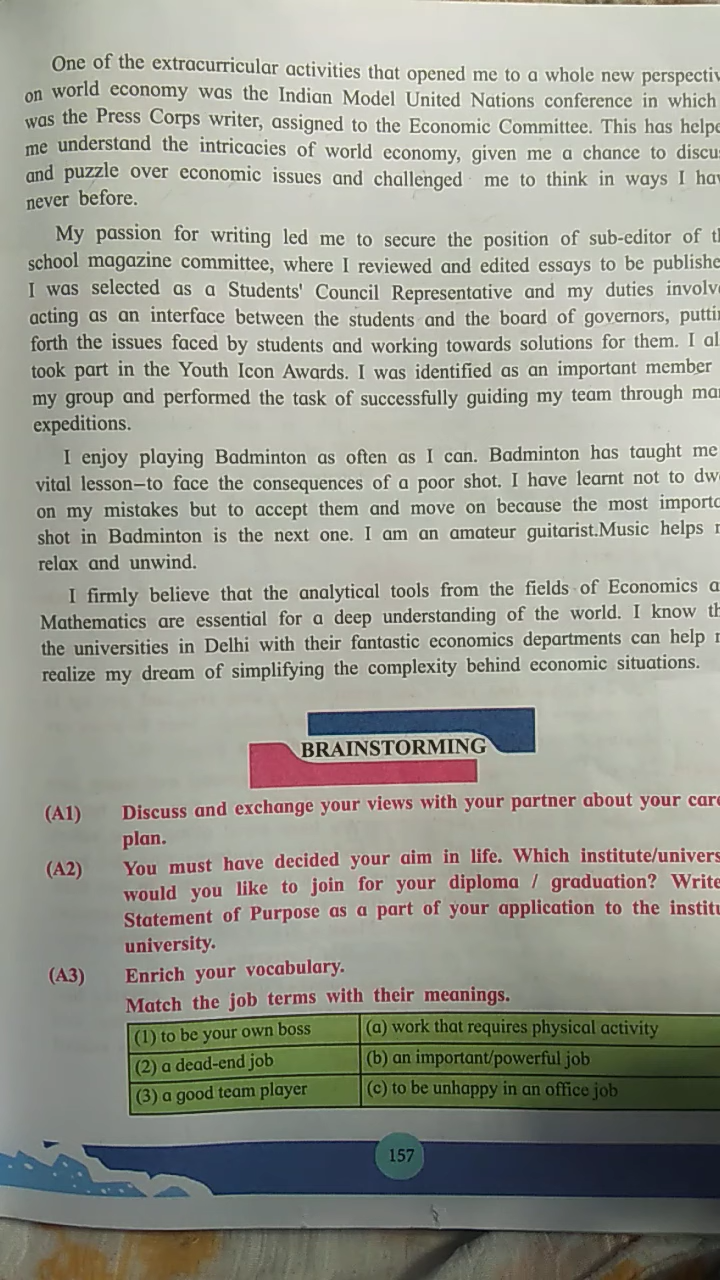 One of the extracurricular activities that opened me to a whole new perspectiv
on world economy was the Indian Model United Nations conference in which
was the Press Corps writer, assigned to the Economic Committee. This has helpe
me understand the intricacies of world economy, given me a chance to discu
and puzzle over economic issues and challenged me to think in ways I hav
never before.
My passion for writing led me to secure the position of sub-editor of t
school magazine committee, where I reviewed and edited essays to be publishe
I was selected as a Students' Council Representative and my duties involv
acting as an interface between the students and the board of governors, putti
forth the issues faced by students and working towards solutions for them. I al
took part in the Youth Icon Awards. I was identified as an important member
my group and performed the task of successfully guiding my team through ma
expeditions.
I enjoy playing Badminton as often as I can. Badminton has taught me
vital lesson–to face the consequences of a poor shot. I have learnt not to dw
on my mistakes but to accept them and move on because the most importa
shot in Badminton is the next one. I am an amateur guitarist.Music helps
relax and unwind.
I firmly believe that the analytical tools from the fields of Economics a
Mathematics are essential for a deep understanding of the world. I know th
the universities in Delhi with their fantastic economics departments can help
realize my dream of simplifying the complexity behind economic situations.
BRAINSTORMING
(A1) Discuss and exchange your views with your partner about your care
plan.
(A2) You must have decided your aim in life. Which institute/univers
would you like to join for your diploma / graduation? Write
Statement of Purpose as a part of your application to the institu
university.
(A3) Enrich your vocabulary.
Match the job terms with their meanings.
(1) to be your own boss (a) work that requires physical activity
(2) a dead-end job (b) an important/powerful job
(3) a good team player (c) to be unhappy in an office job
157